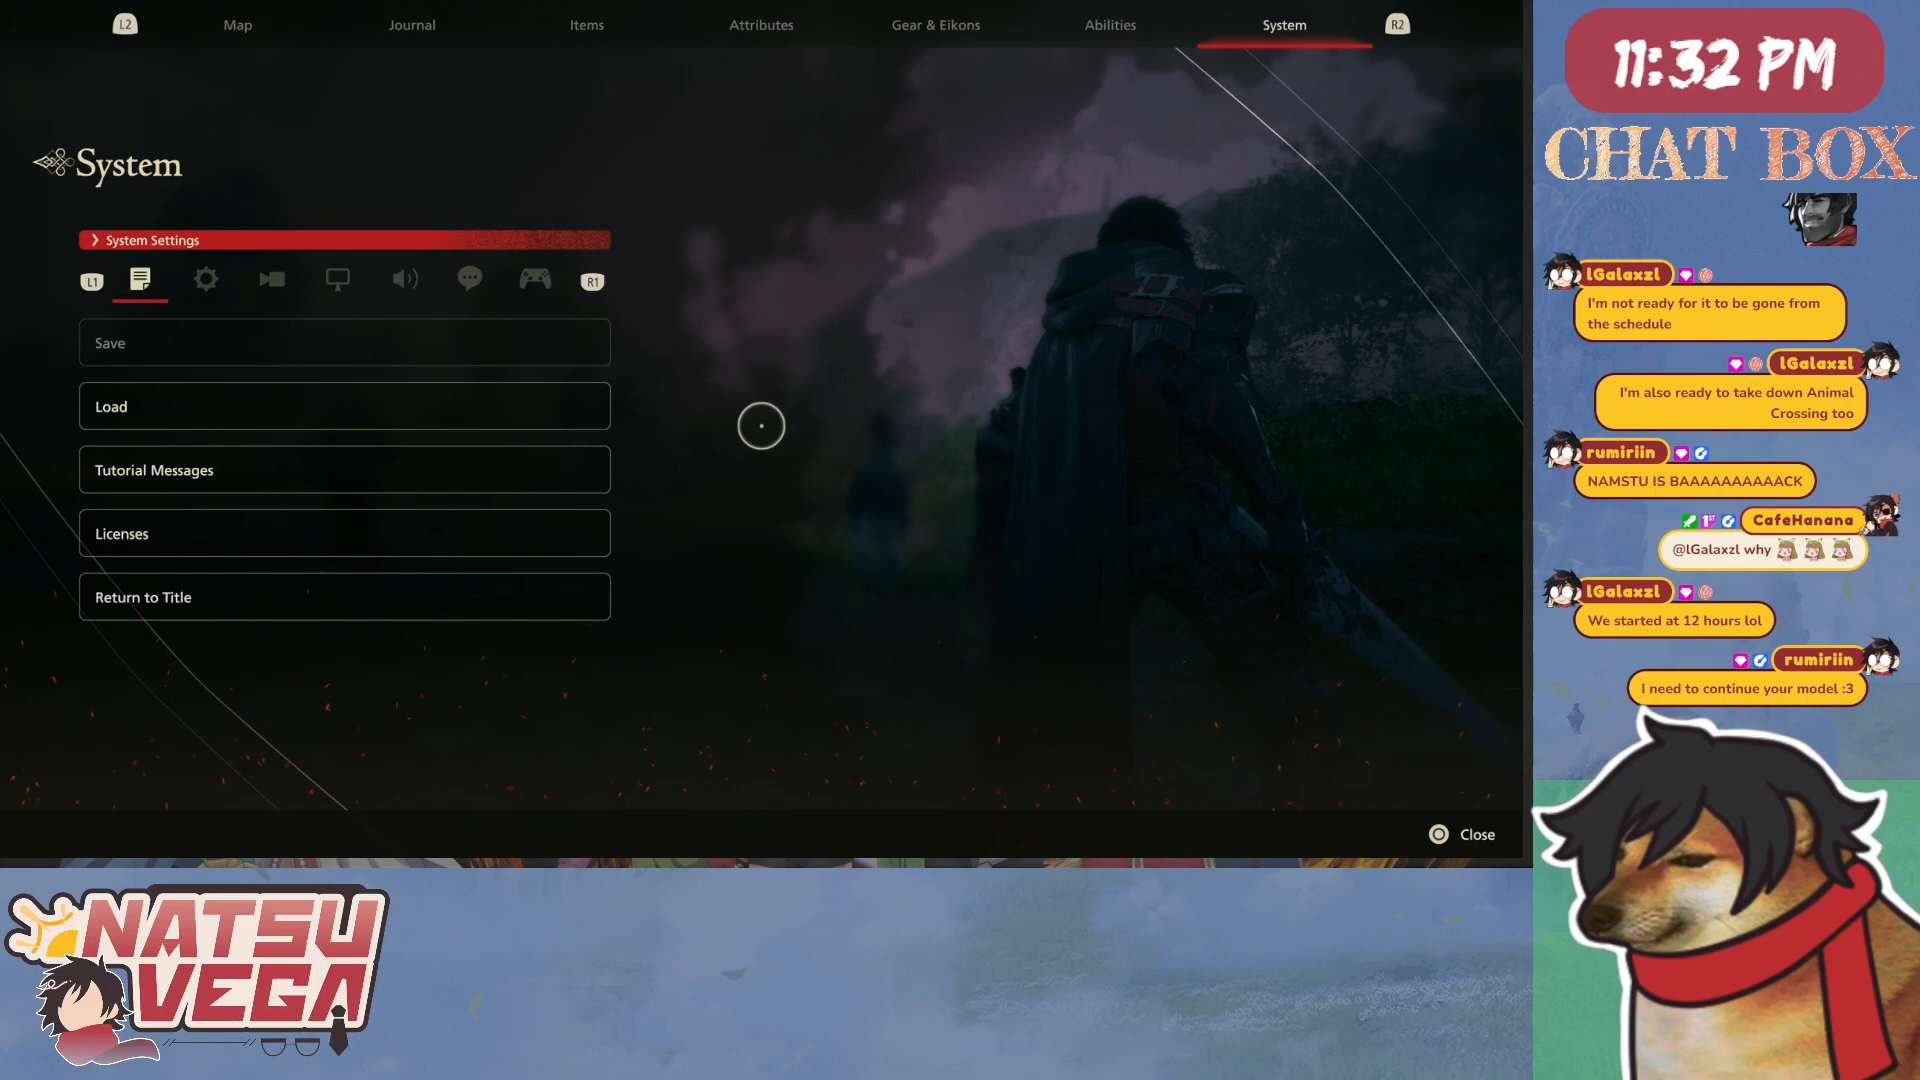 L2
Map
Journal
Items
Attributes
Gear & Eikons
Abilities
System
R2
System
System Settings
L1
R1
Save
Load
Tutorial Messages
Licenses
Return to Title
Close
NATSU
VEGA
11:32 PM
CHAT BOX
lGalaxzl
I'm not ready for it to be gone from
the schedule
lGalaxzl
I'm also ready to take down Animal
Crossing too
rumiriin
NAMSTU IS BAAAAAAAAAACK
1ST
CafeHanana
@lGalaxzl why
lGalaxzl
We started at 12 hours lol
rumiriin
I need to continue your model :3